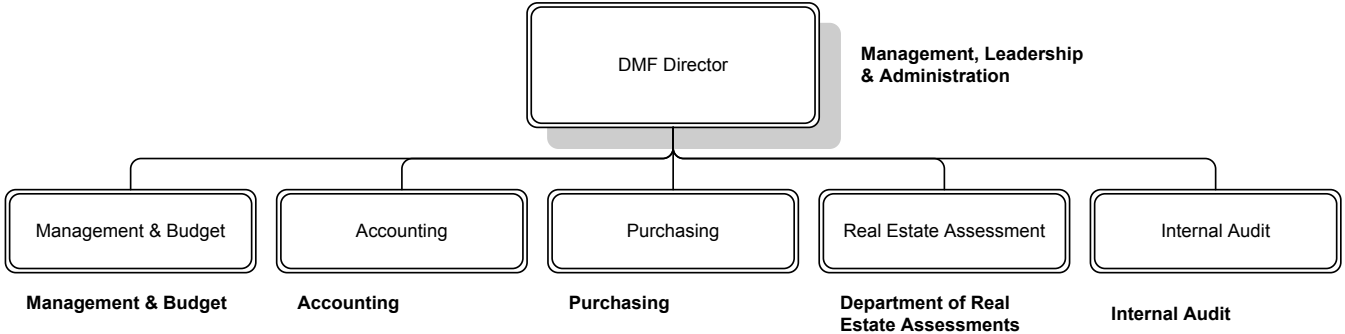 DMF Director
Management, Leadership
& Administration
Management & Budget
Accounting
Purchasing
Real Estate Assessment
Internal Audit
Management & Budget
Accounting
Purchasing
Department of Real
Estate Assessments
Internal Audit